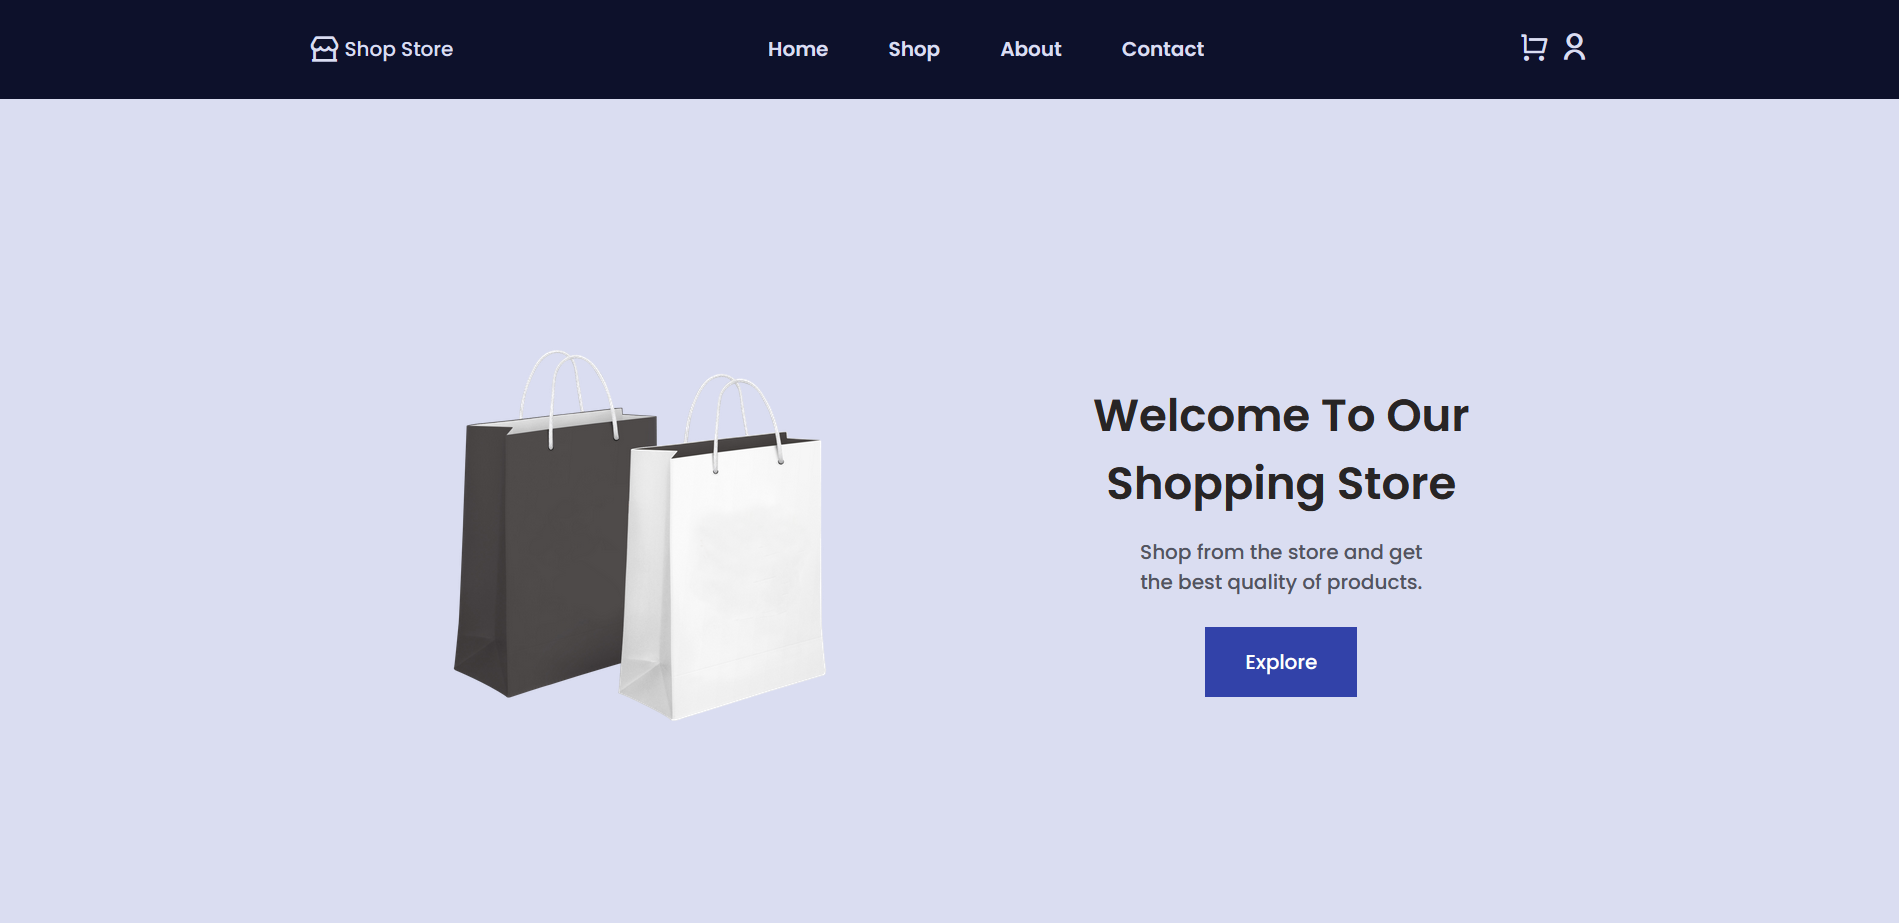 Shop Store
Home
Shop
About
Contact
Welcome To Our
Shopping Store
Shop from the store and get
the best quality of products.
Explore